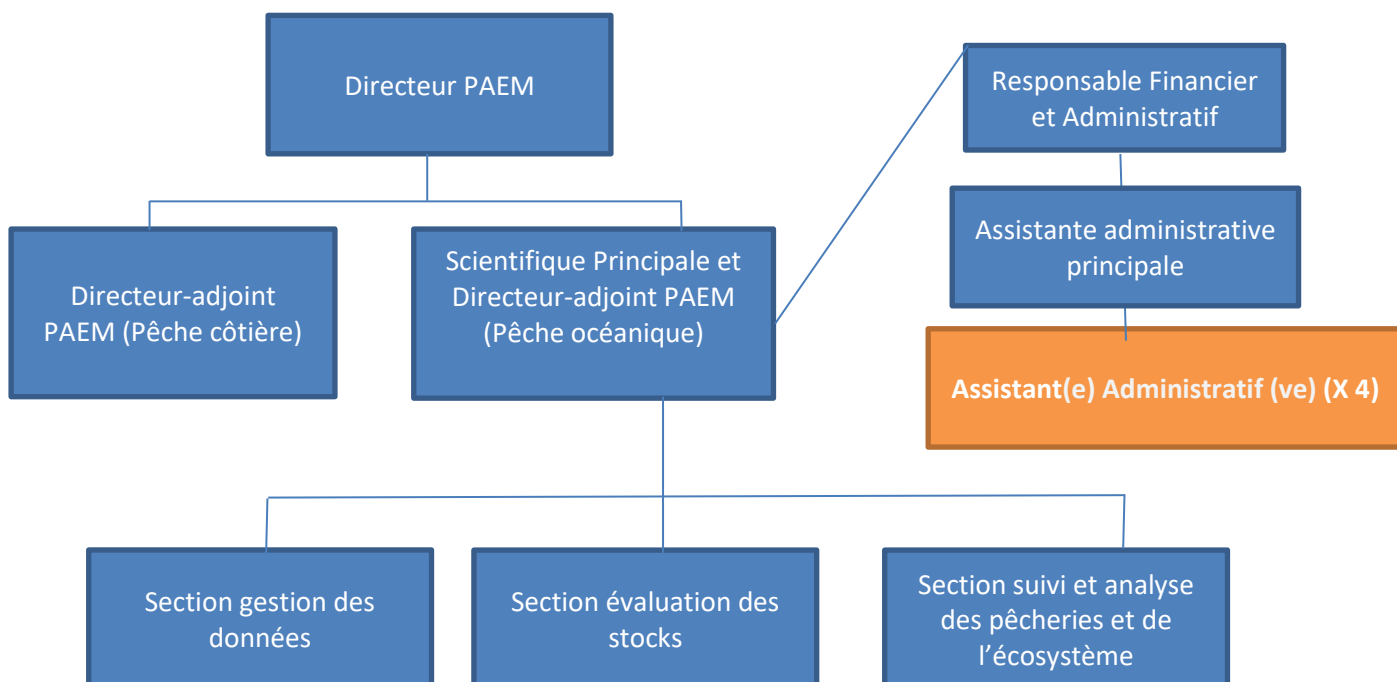 Directeur PAEM
Responsable Financier
et Administratif
Assistante administrative
principale
Directeur-adjoint
PAEM (Pêche côtière)
Scientifique Principale et
Directeur-adjoint PAEM
(Pêche océanique)
Assistant(e) Administratif (ve) (X 4)
Section gestion des
données
Section évaluation des
stocks
Section suivi et analyse
des pêcheries et de
l’écosystème